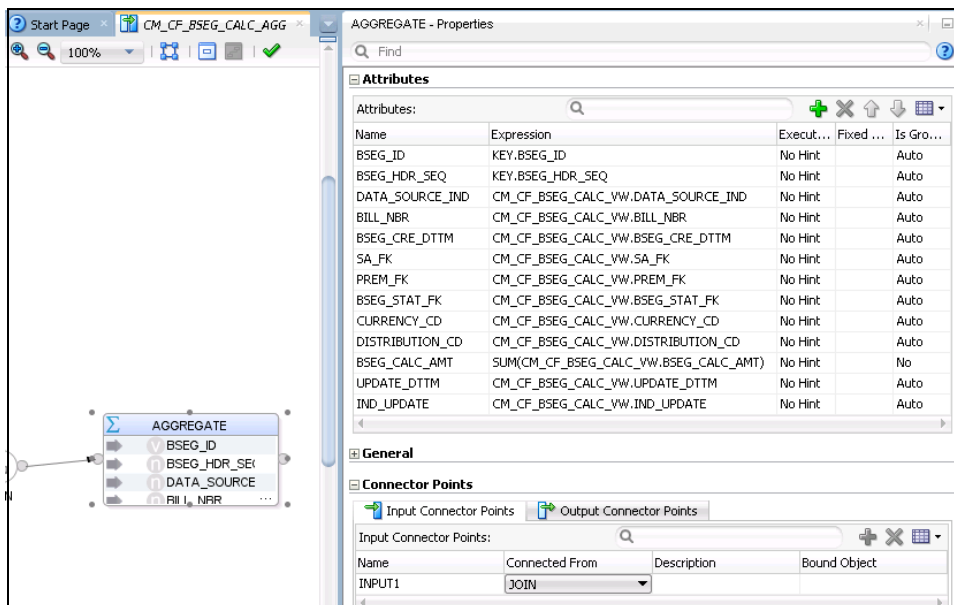 Start Page
CM_CF_BSEG_CALC_AGG
100%
AGGREGATE
BSEG_ID
BSEG_HDR_SE(
DATA_SOURCE
BILL_NBR ...
N
AGGREGATE - Properties
Find
Attributes
Attributes:
Name Expression Execut... Fixed ... Is Gro...
BSEG_ID KEY.BSEG_ID No Hint Auto
BSEG_HDR_SEQ KEY.BSEG_HDR_SEQ No Hint Auto
DATA_SOURCE_IND CM_CF_BSEG_CALC_VW.DATA_SOURCE_IND No Hint Auto
BILL_NBR CM_CF_BSEG_CALC_VW.BILL_NBR No Hint Auto
BSEG_CRE_DTTM CM_CF_BSEG_CALC_VW.BSEG_CRE_DTTM No Hint Auto
SA_FK CM_CF_BSEG_CALC_VW.SA_FK No Hint Auto
PREM_FK CM_CF_BSEG_CALC_VW.PREM_FK No Hint Auto
BSEG_STAT_FK CM_CF_BSEG_CALC_VW.BSEG_STAT_FK No Hint Auto
CURRENCY_CD CM_CF_BSEG_CALC_VW.CURRENCY_CD No Hint Auto
DISTRIBUTION_CD CM_CF_BSEG_CALC_VW.DISTRIBUTION_CD No Hint Auto
BSEG_CALC_AMT SUM(CM_CF_BSEG_CALC_VW.BSEG_CALC_AMT) No Hint No
UPDATE_DTTM CM_CF_BSEG_CALC_VW.UPDATE_DTTM No Hint Auto
IND_UPDATE CM_CF_BSEG_CALC_VW.IND_UPDATE No Hint Auto
General
Connector Points
Input Connector Points Output Connector Points
Input Connector Points:
Name Connected From Description Bound Object
INPUT1 JOIN